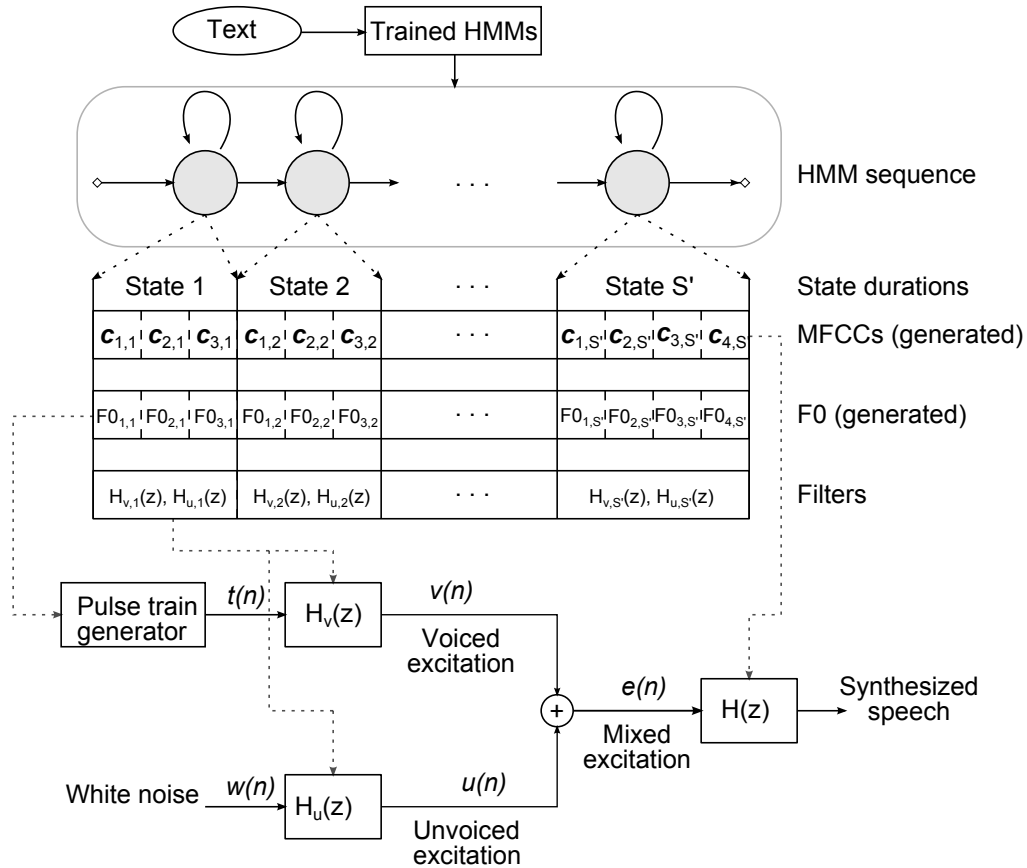 Text
Trained HMMs
. . .
HMM sequence
State 1 State 2 . . . State S' State durations
c1,1 c2,1 c3,1 c1,2 c2,2 c3,2 . . . c1,S' c2,S' c3,S' c4,S MFCCs (generated)
F01,1 F02,1 F03,1 F01,2 F02,2 F03,2 . . . F01,S' F02,S' F03,S' F04,S' F0 (generated)
Hv,1(z), Hu,1(z) Hv,2(z), Hu,2(z) . . . Hv,S'(z), Hu,S'(z) Filters
Pulse train
generator
t(n)
Hv(z)
v(n)
Voiced
excitation
+
e(n)
Mixed
excitation
H(z)
Synthesized
speech
White noise
w(n)
Hu(z)
u(n)
Unvoiced
excitation